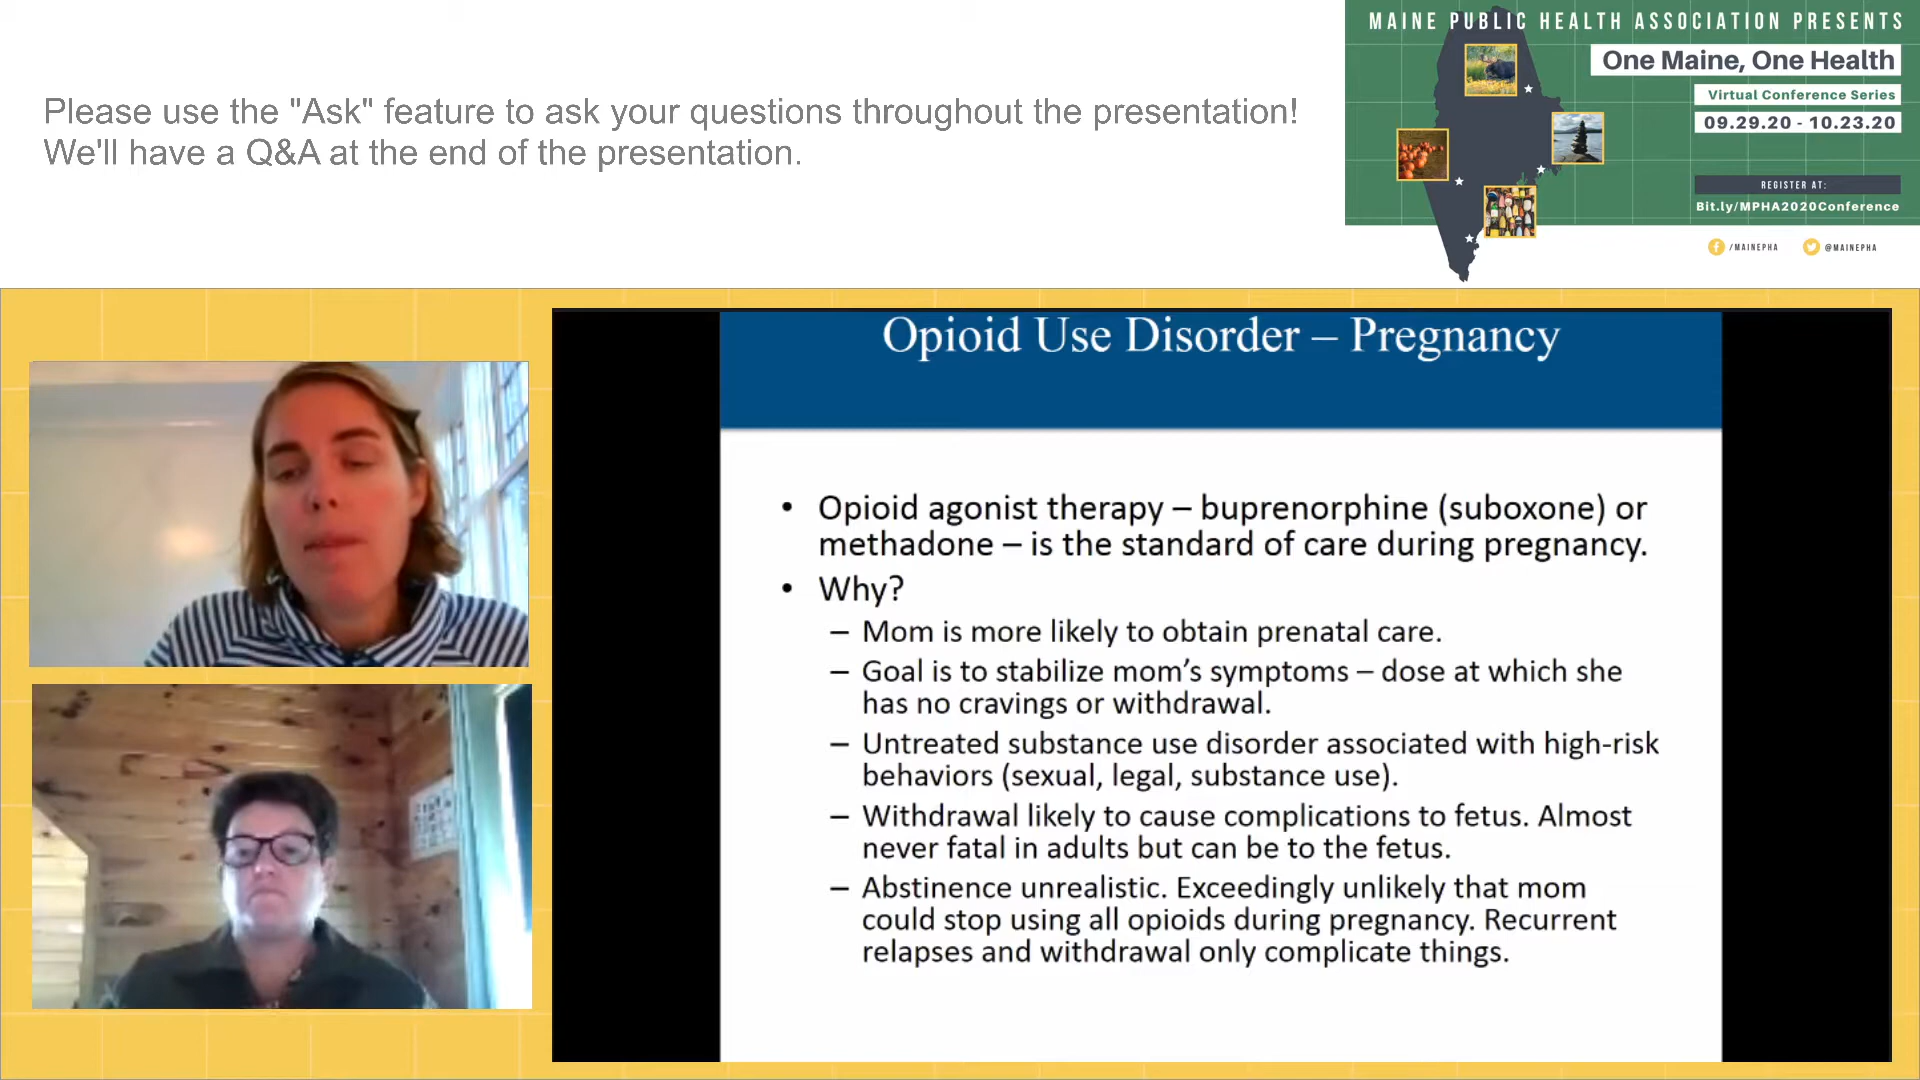 Please use the "Ask" feature to ask your questions throughout the presentation!
We'll have a Q&A at the end of the presentation.
MAINE PUBLIC HEALTH ASSOCIATION PRESENTS
One Maine, One Health
Virtual Conference Series
09.29.20 - 10.23.20
REGISTER AT:
Bit.ly/MPHA2020Conference
/MAINEPHA
@MAINEPHA
Opioid Use Disorder – Pregnancy
• Opioid agonist therapy – buprenorphine (suboxone) or
methadone – is the standard of care during pregnancy.
• Why?
– Mom is more likely to obtain prenatal care.
– Goal is to stabilize mom’s symptoms – dose at which she
has no cravings or withdrawal.
– Untreated substance use disorder associated with high-risk
behaviors (sexual, legal, substance use).
– Withdrawal likely to cause complications to fetus. Almost
never fatal in adults but can be to the fetus.
– Abstinence unrealistic. Exceedingly unlikely that mom
could stop using all opioids during pregnancy. Recurrent
relapses and withdrawal only complicate things.